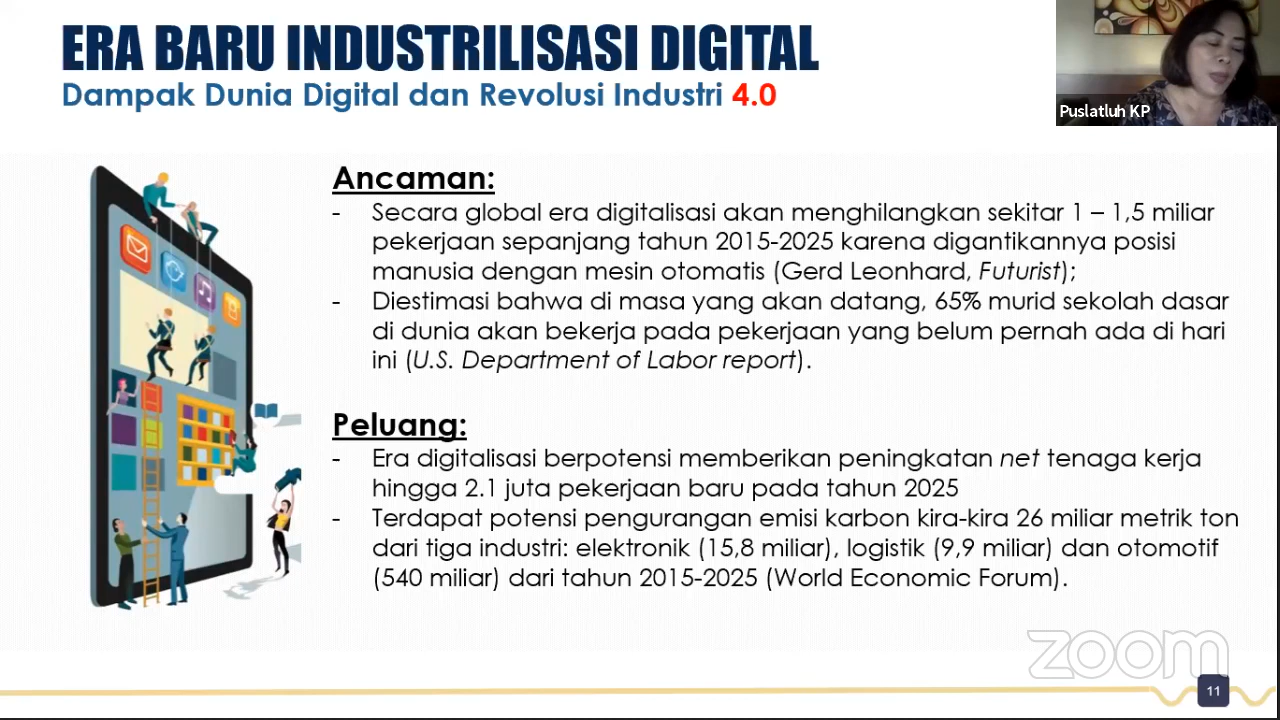 ERA BARU INDUSTRILISASI DIGITAL
Dampak Dunia Digital dan Revolusi Industri 4.0
Puslatluh KP
Ancaman:
- Secara global era digitalisasi akan menghilangkan sekitar 1 – 1,5 miliar
pekerjaan sepanjang tahun 2015-2025 karena digantikannya posisi
manusia dengan mesin otomatis (Gerd Leonhard, Futurist);
- Diestimasi bahwa di masa yang akan datang, 65% murid sekolah dasar
di dunia akan bekerja pada pekerjaan yang belum pernah ada di hari
ini (U.S. Department of Labor report).
Peluang:
- Era digitalisasi berpotensi memberikan peningkatan net tenaga kerja
hingga 2.1 juta pekerjaan baru pada tahun 2025
- Terdapat potensi pengurangan emisi karbon kira-kira 26 miliar metrik ton
dari tiga industri: elektronik (15,8 miliar), logistik (9,9 miliar) dan otomotif
(540 miliar) dari tahun 2015-2025 (World Economic Forum).
zoom
11